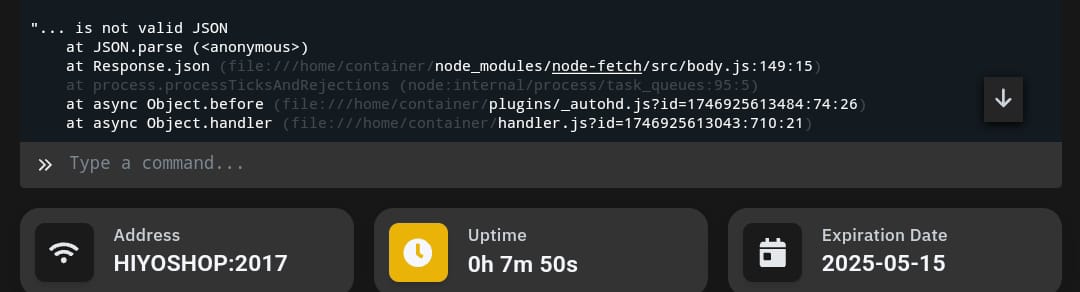 "... is not valid JSON
at JSON.parse (<anonymous>)
at Response.json (file:///home/container/node_modules/node-fetch/src/body.js:149:15)
at process.processTicksAndRejections (node:internal/process/task_queues:95:5)
at async Object.before (file:///home/container/plugins/_autohd.js?id=1746925613484:74:26)
at async Object.handler (file:///home/container/handler.js?id=1746925613043:710:21)
Type a command...
Address
HIYOSHOP:2017
Uptime
0h 7m 50s
Expiration Date
2025-05-15